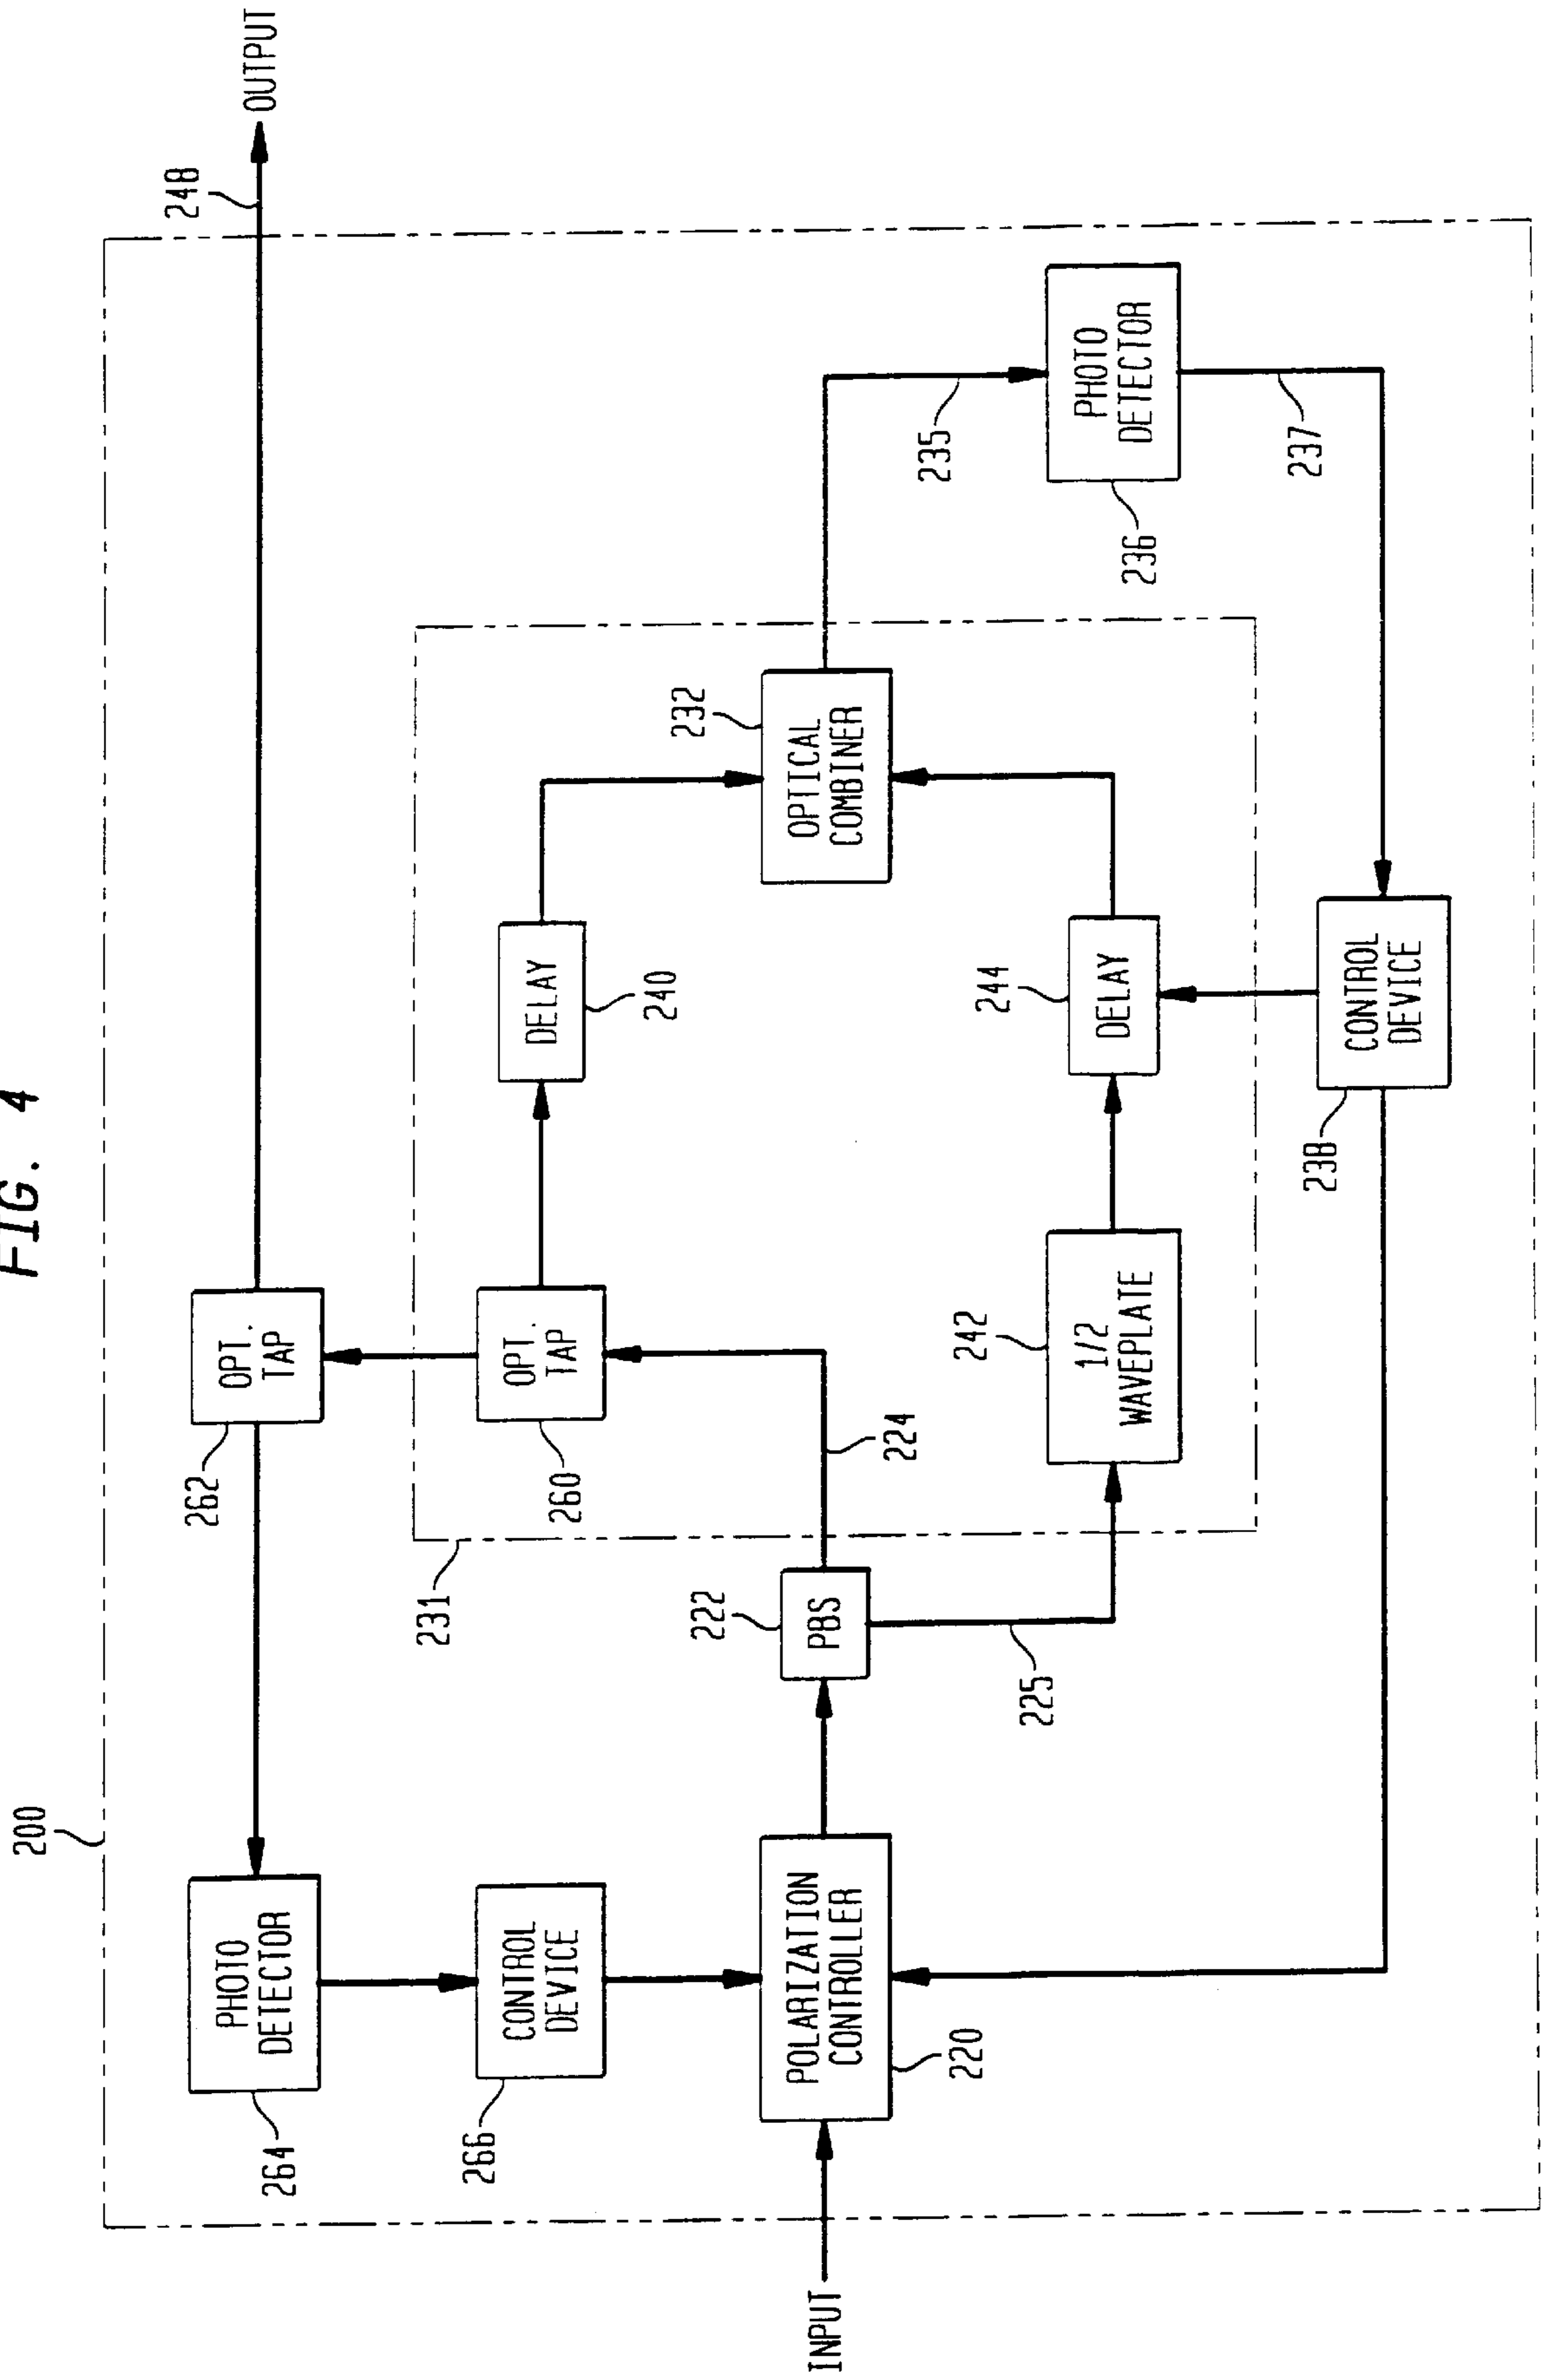 FIG. 4
200
248
OUTPUT
262
OPT.
TAP
PHOTO
DETECTOR
264
CONTROL
DEVICE
266
231
OPT.
TAP
260
DELAY
240
224
INPUT
POLARIZATION
CONTROLLER
220
222
PBS
225
232
OPTICAL
COMBINER
235
242
1/2
WAVEPLATE
244
DELAY
PHOTO
DETECTOR
236
237
238
CONTROL
DEVICE